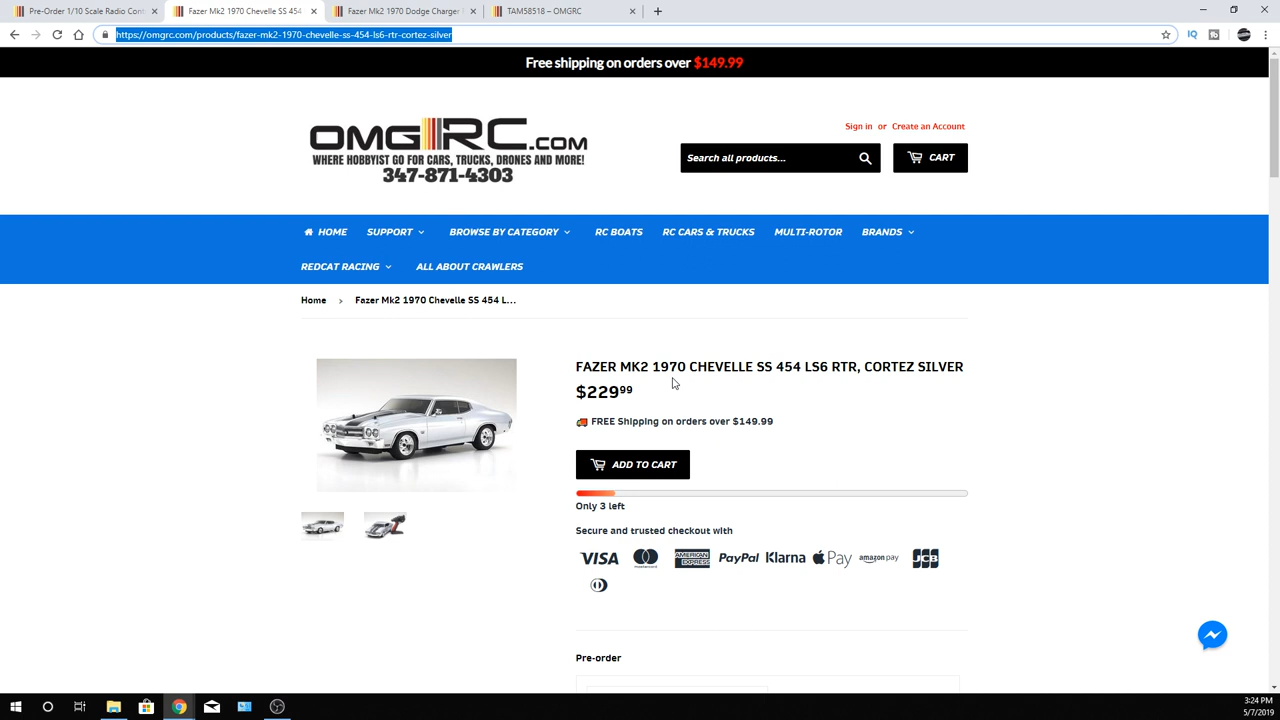 Pre-Order 1/10 Scale Radio Cont
Fazer Mk2 1970 Chevelle SS 454
Fazer Mk2 1970 Dodge Charger
TAM58518 – OMGRC
https://omgrc.com/products/fazer-mk2-1970-chevelle-ss-454-ls6-rtr-cortez-silver
IQ
Free shipping on orders over $149.99
OMGRC.COM
WHERE HOBBYIST GO FOR CARS, TRUCKS, DRONES AND MORE!
347-871-4303
Sign in or Create an Account
Search all products...
CART
HOME SUPPORT BROWSE BY CATEGORY RC BOATS RC CARS & TRUCKS MULTI-ROTOR BRANDS
REDCAT RACING ALL ABOUT CRAWLERS
Home › Fazer Mk2 1970 Chevelle SS 454 L...
FAZER MK2 1970 CHEVELLE SS 454 LS6 RTR, CORTEZ SILVER
$229⁹⁹
FREE Shipping on orders over $149.99
ADD TO CART
Only 3 left
Secure and trusted checkout with
VISA AMERICAN EXPRESS PayPal Klarna Pay amazon pay JCB
Pre-order
3:24 PM
5/7/2019